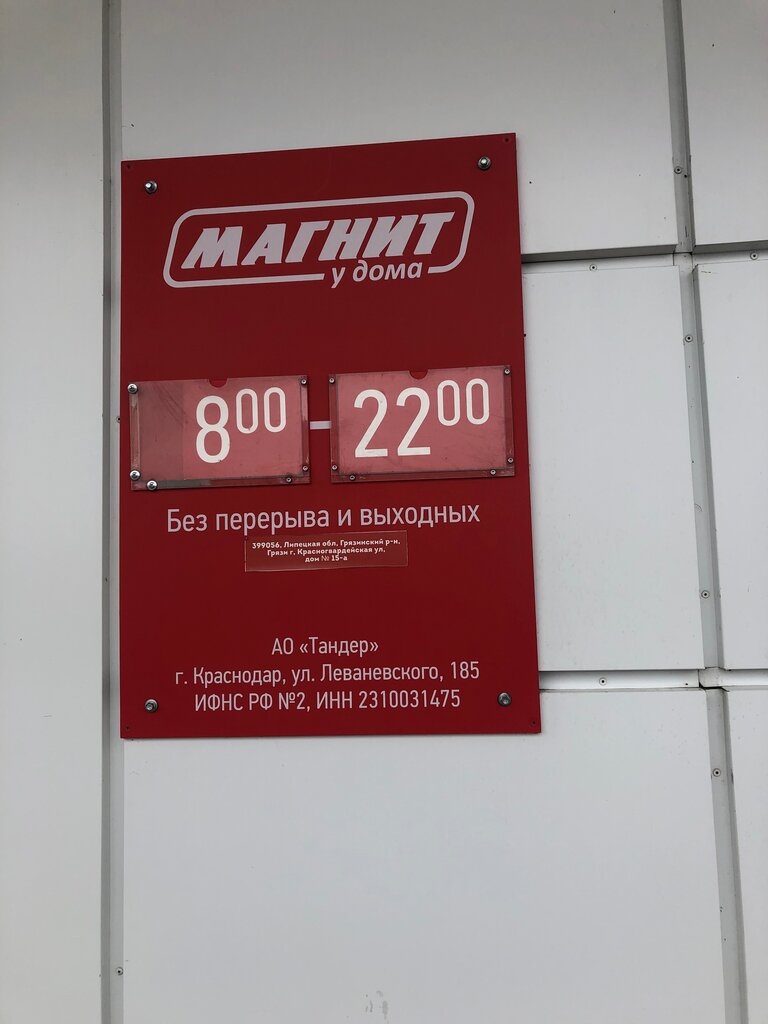 МАГНИТ
у дома
8⁰⁰ – 22⁰⁰
Без перерыва и выходных
399056, Липецкая обл, Грязинский р-н,
Грязи г, Красногвардейская ул,
дом № 15-а
АО «Тандер»
г. Краснодар, ул. Леваневского, 185
ИФНС РФ №2, ИНН 2310031475